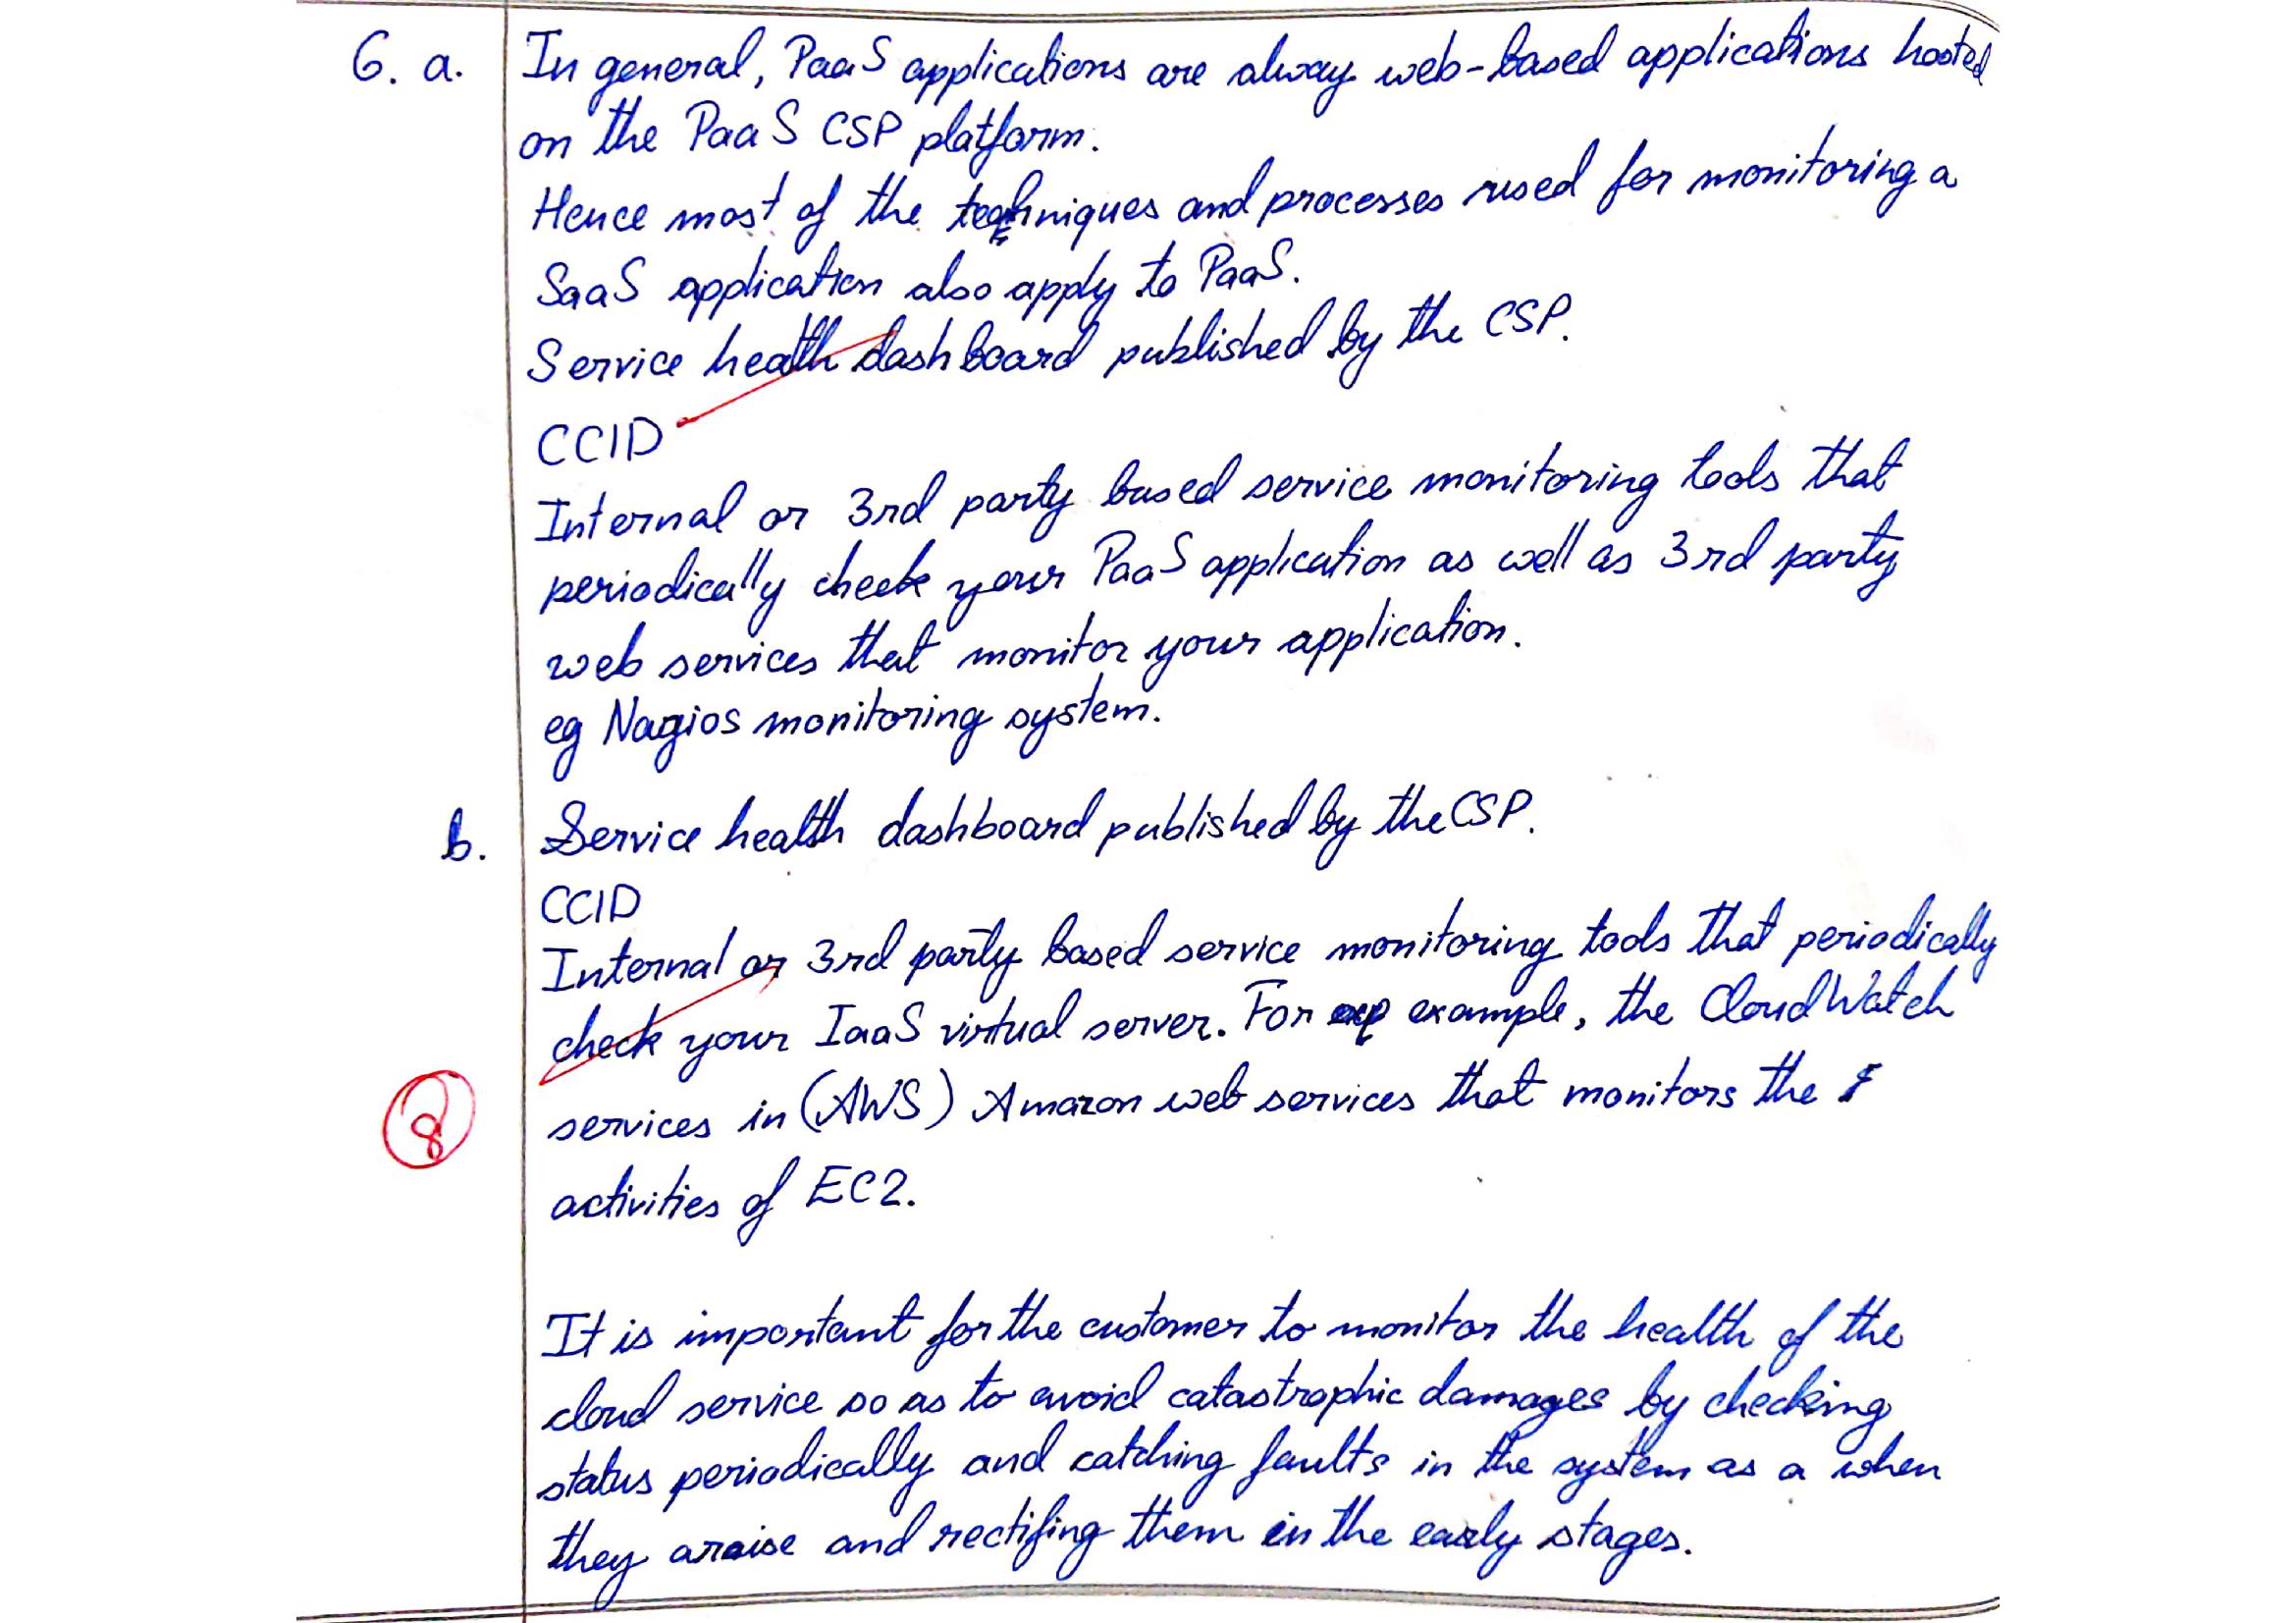 6. a. In general, PaaS applications are alway web-based applications hosted
on the PaaS CSP platform.
Hence most of the techniques and processes used for monitoring a
SaaS application also apply to PaaS.
Service health dashboard published by the CSP.
CCID
Internal or 3rd party based service monitoring tools that
periodically check your PaaS application as well as 3rd party
web services that monitor your application.
eg Nagios monitoring system.
b. Service health dashboard published by the CSP.
CCID
Internal or 3rd party based service monitoring tools that periodically
check your IaaS virtual server. For example, the CloudWatch
8
services in (AWS) Amazon web services that monitors the
activities of EC2.
It is important for the customer to monitor the health of the
cloud service so as to avoid catastrophic damages by checking
status periodically and catching faults in the system as a when
they araise and rectifing them in the early stages.